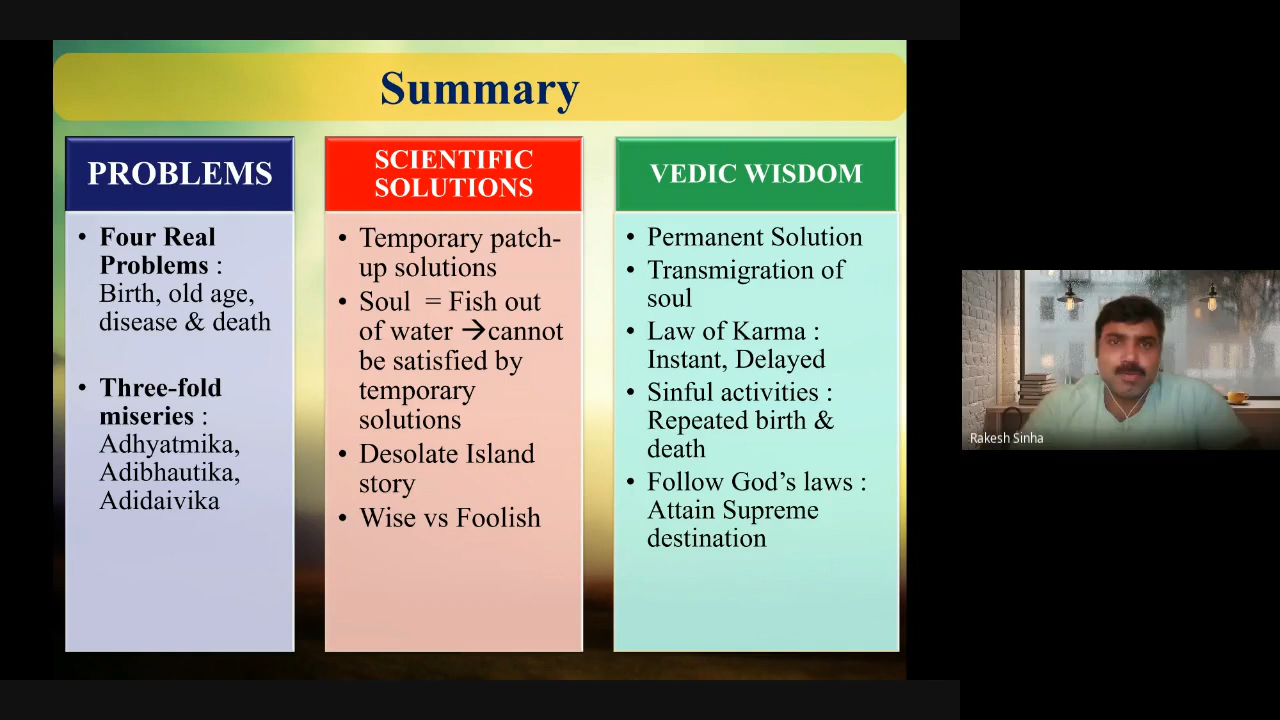 Summary
PROBLEMS
• Four Real
Problems :
Birth, old age,
disease & death
• Three-fold
miseries :
Adhyatmika,
Adibhautika,
Adidaivika
SCIENTIFIC
SOLUTIONS
• Temporary patch-
up solutions
• Soul = Fish out
of water →cannot
be satisfied by
temporary
solutions
• Desolate Island
story
• Wise vs Foolish
VEDIC WISDOM
• Permanent Solution
• Transmigration of
soul
• Law of Karma :
Instant, Delayed
• Sinful activities :
Repeated birth &
death
• Follow God’s laws :
Attain Supreme
destination
Rakesh Sinha